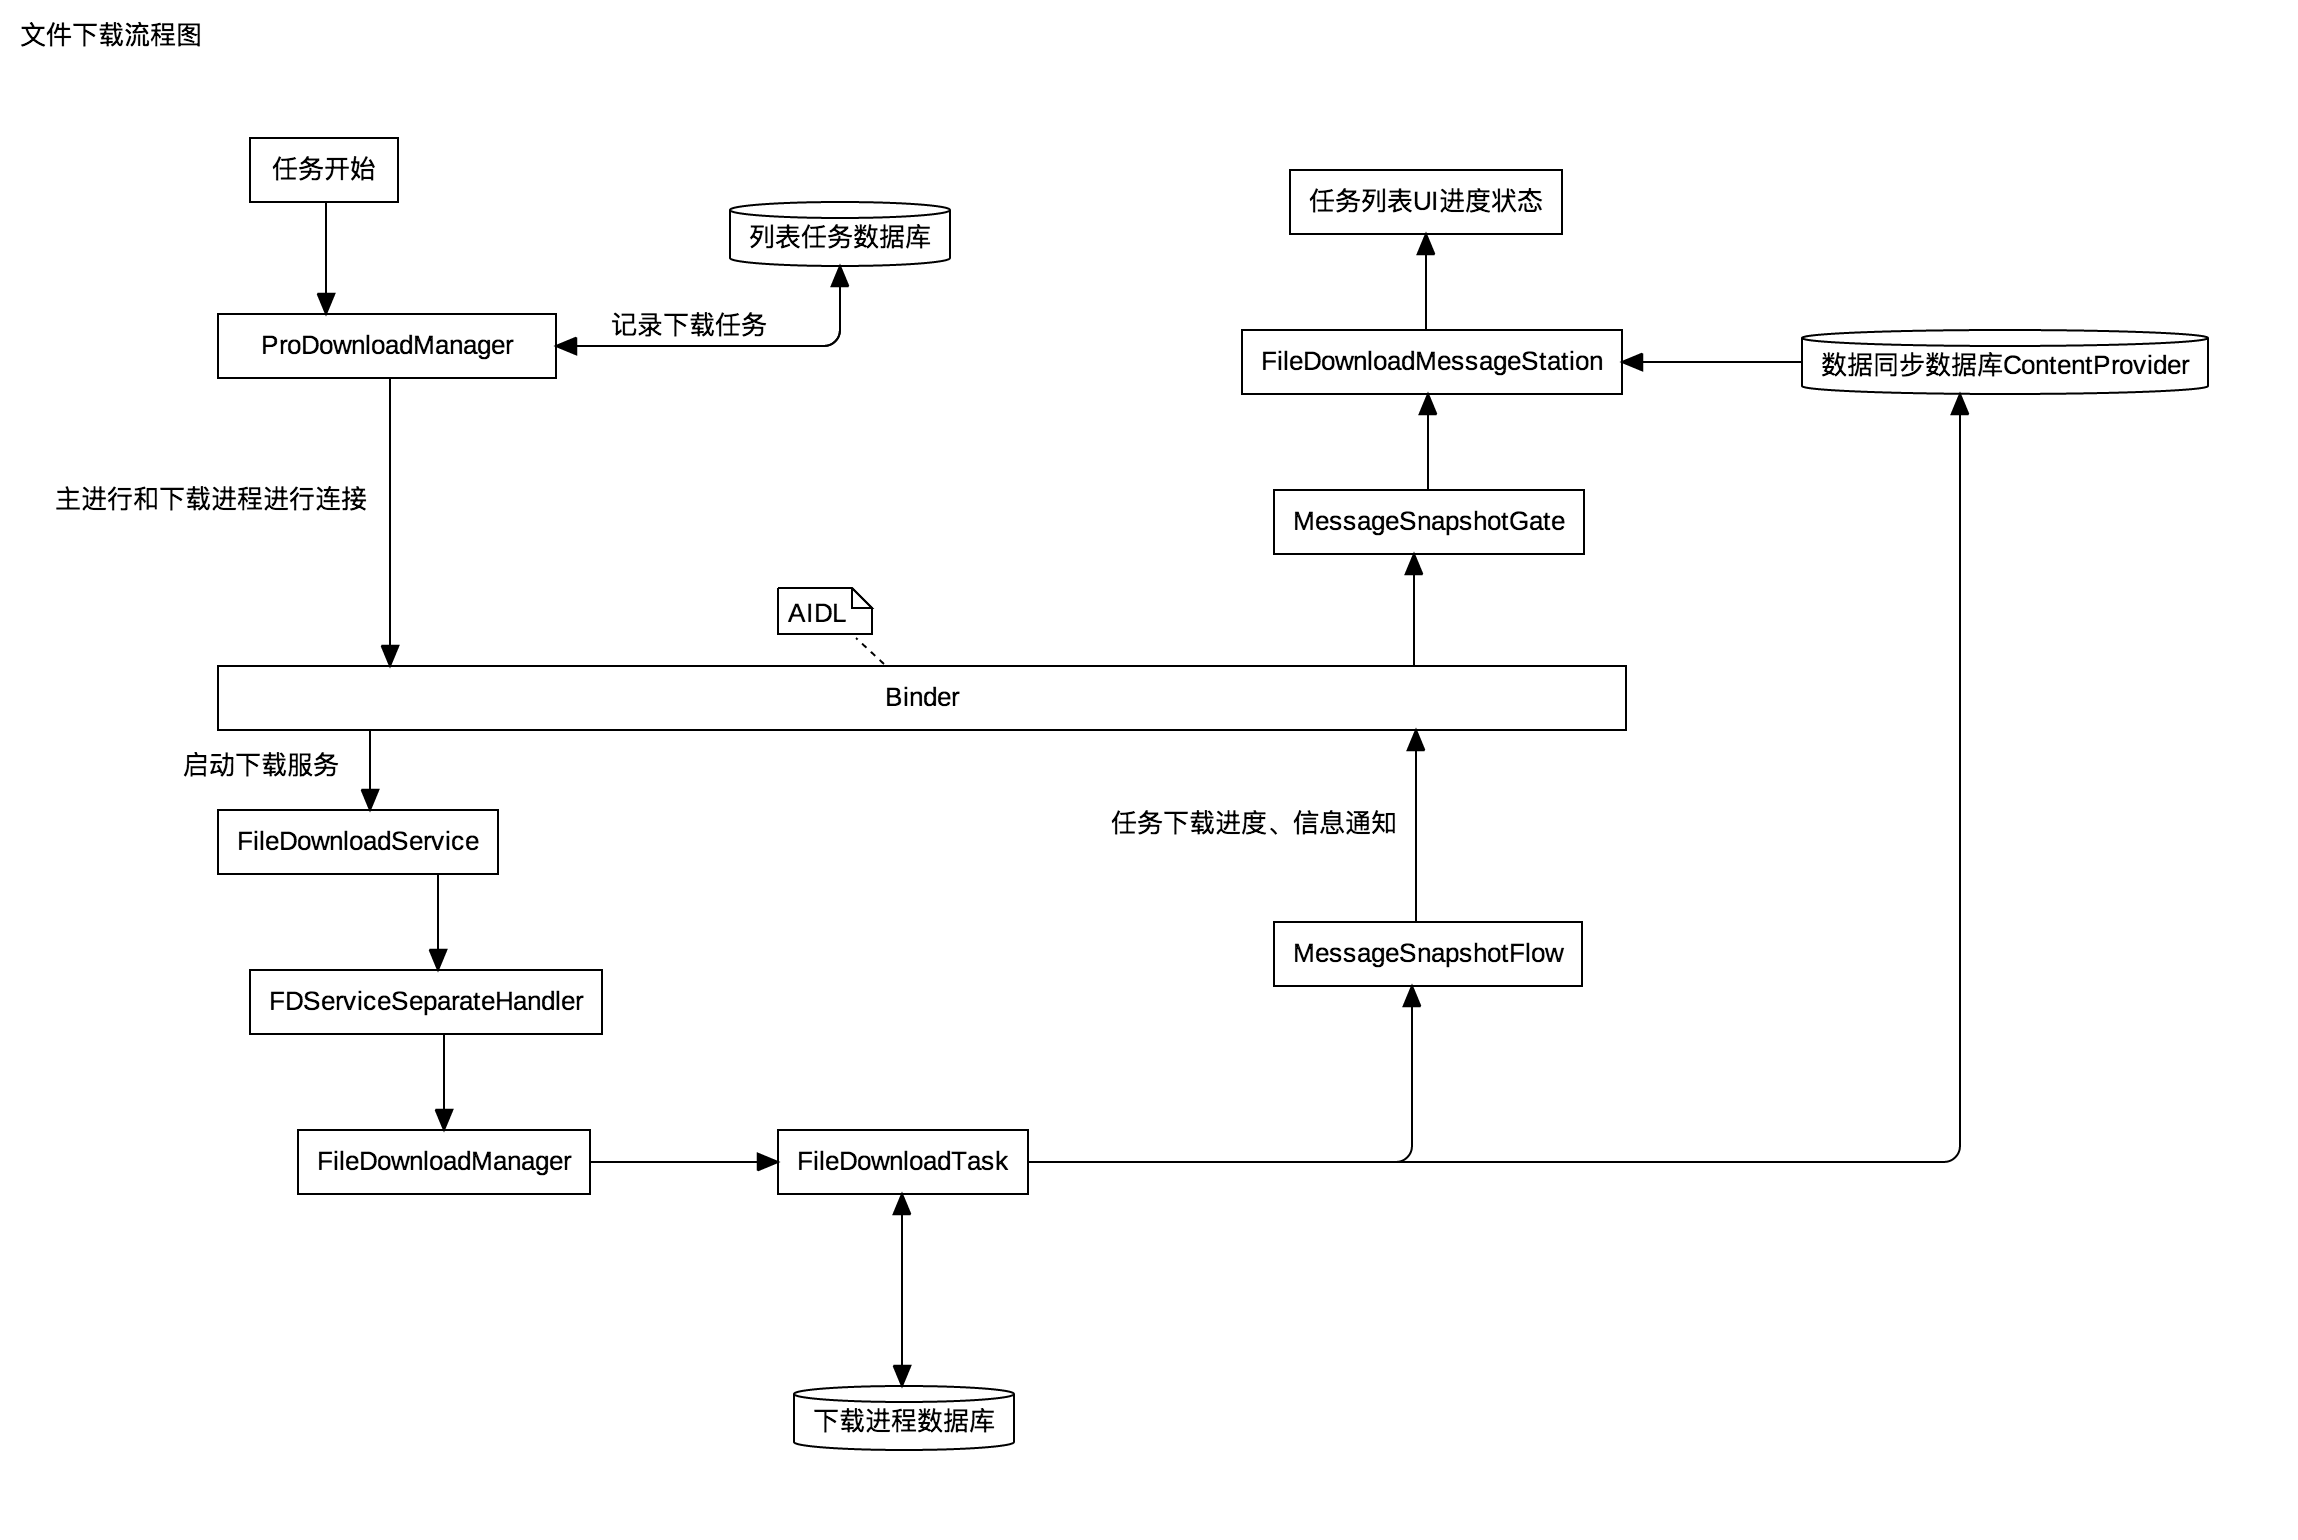 文件下载流程图
任务开始
任务列表UI进度状态
列表任务数据库
记录下载任务
ProDownloadManager
FileDownloadMessageStation
数据同步数据库ContentProvider
主进行和下载进程进行连接
MessageSnapshotGate
AIDL
Binder
启动下载服务
FileDownloadService
任务下载进度、信息通知
MessageSnapshotFlow
FDServiceSeparateHandler
FileDownloadManager
FileDownloadTask
下载进程数据库